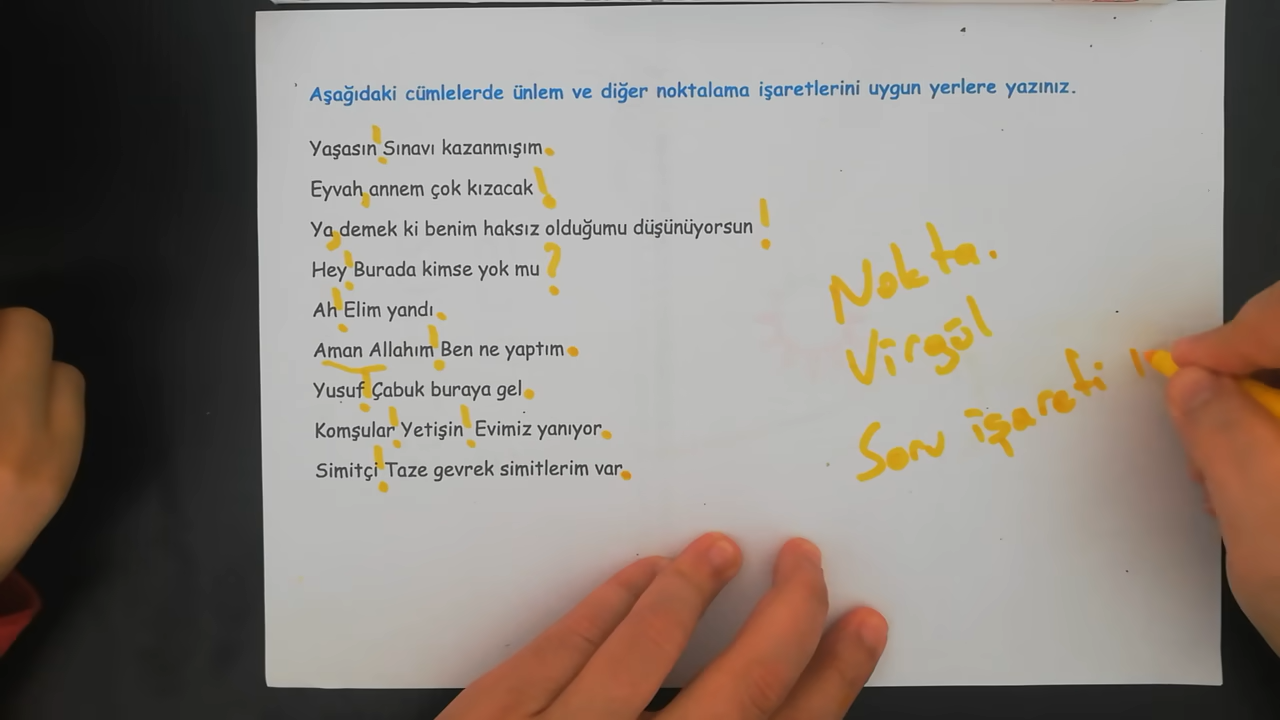 Aşağıdaki cümlelerde ünlem ve diğer noktalama işaretlerini uygun yerlere yazınız.
Yaşasın! Sınavı kazanmışım.
Eyvah, annem çok kızacak!
Ya, demek ki benim haksız olduğumu düşünüyorsun!
Hey! Burada kimse yok mu?
Ah! Elim yandı.
Aman Allahım! Ben ne yaptım.
Yusuf! Çabuk buraya gel.
Komşular! Yetişin! Evimiz yanıyor.
Simitçi! Taze gevrek simitlerim var.
Nokta.
Virgül
Soru işareti